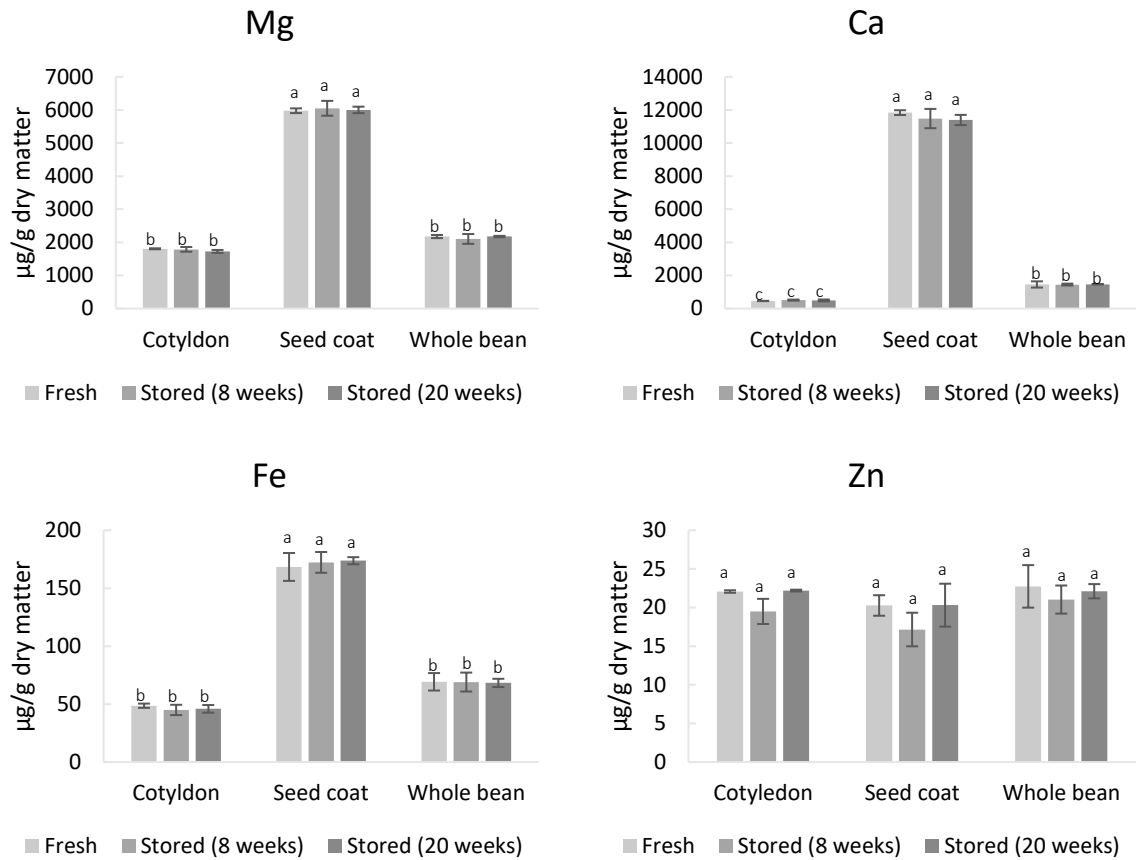 Mg
µg/g dry matter
7000
6000
5000
4000
3000
2000
1000
0
b b b
a a a
b b b
Cotyldon Seed coat Whole bean
Fresh Stored (8 weeks) Stored (20 weeks)
Ca
µg/g dry matter
14000
12000
10000
8000
6000
4000
2000
0
c c c
a a a
b b b
Cotyldon Seed coat Whole bean
Fresh Stored (8 weeks) Stored (20 weeks)
Fe
µg/g dry matter
200
150
100
50
0
b b b
a a a
b b b
Cotyldon Seed coat Whole bean
Fresh Stored (8 weeks) Stored (20 weeks)
Zn
µg/g dry matter
30
25
20
15
10
5
0
a a a
a a a
a a a
Cotyledon Seed coat Whole bean
Fresh Stored (8 weeks) Stored (20 weeks)